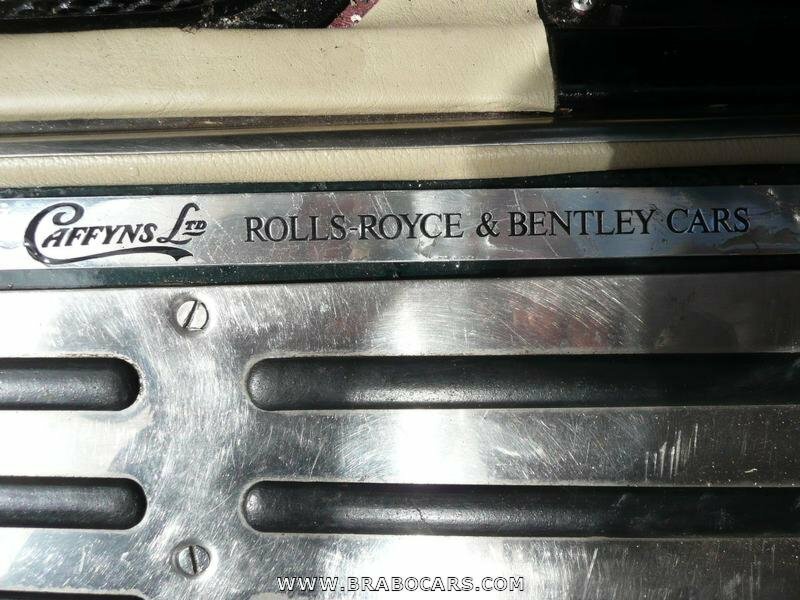 CAFFYNS LTD ROLLS-ROYCE & BENTLEY CARS
WWW.BRABOCARS.COM